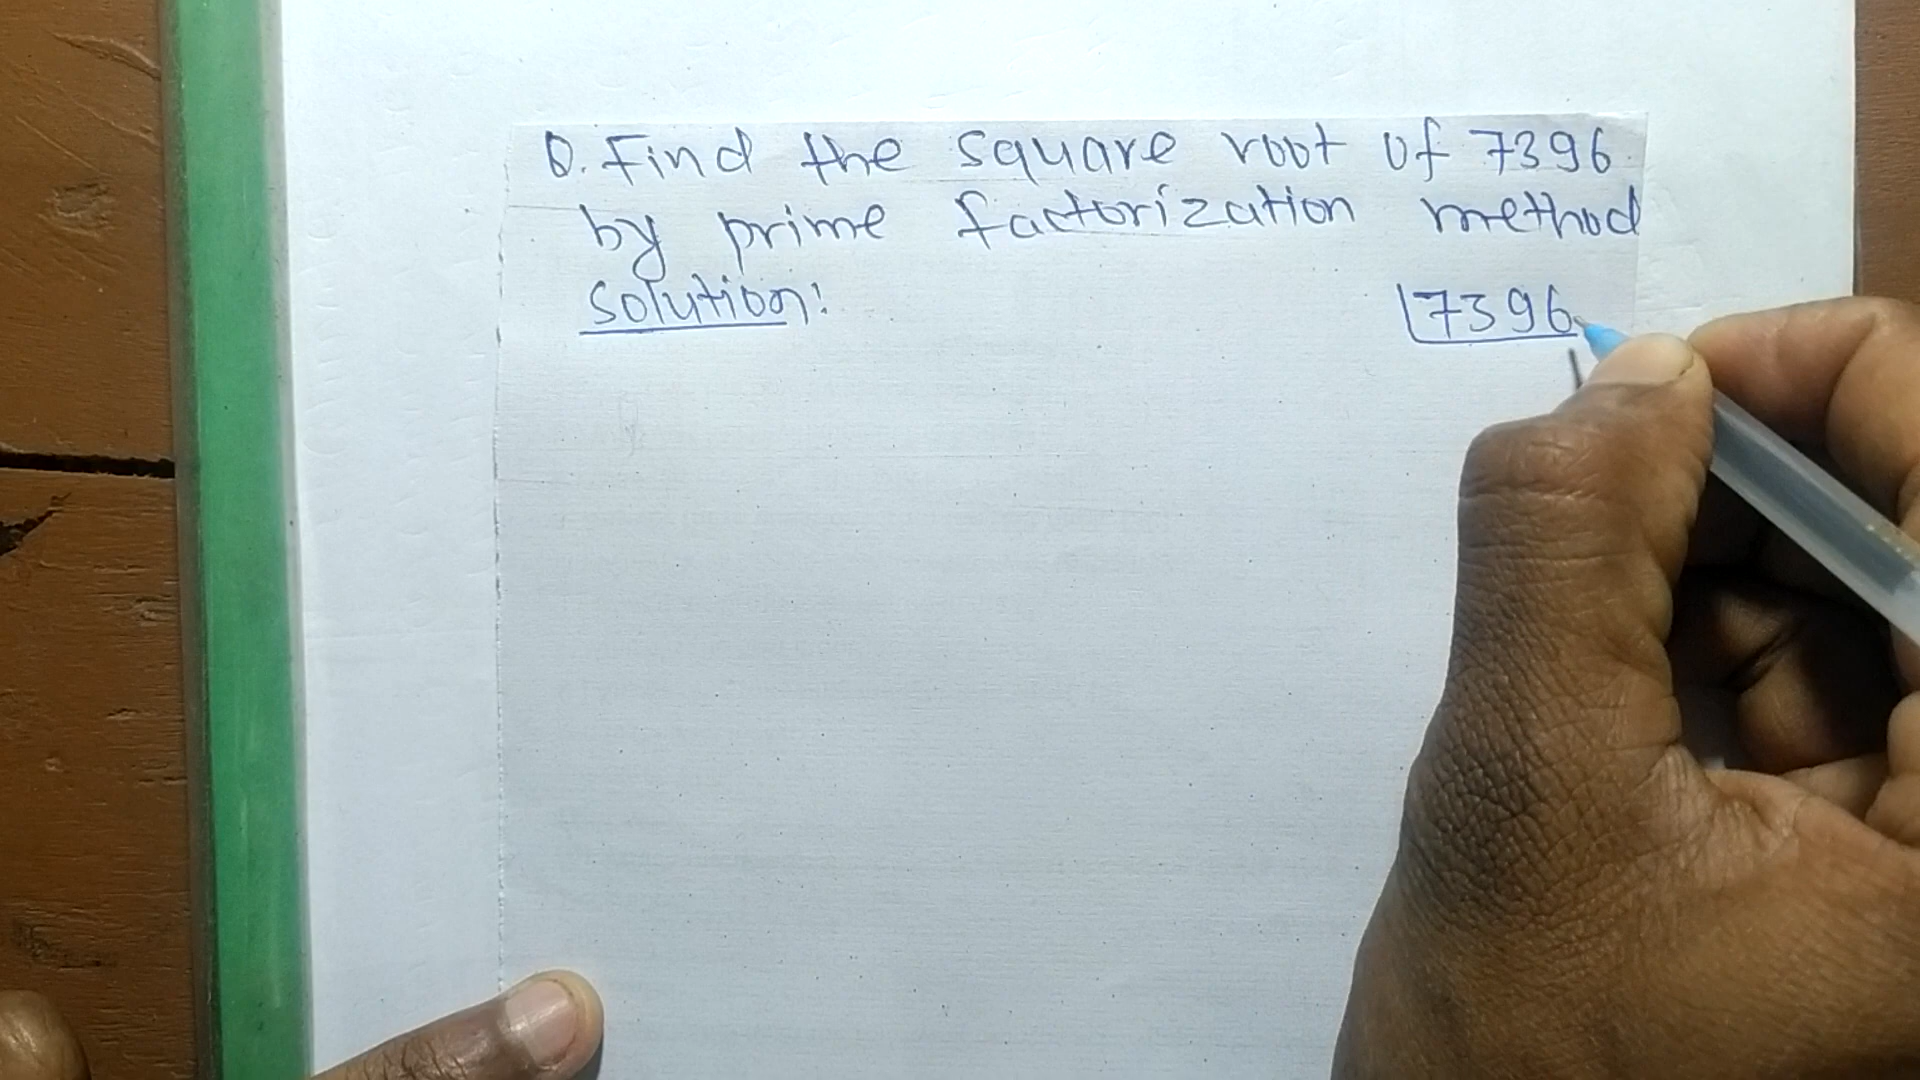 Q. Find the square root of 7396
by prime factorization method
Solution:
7396